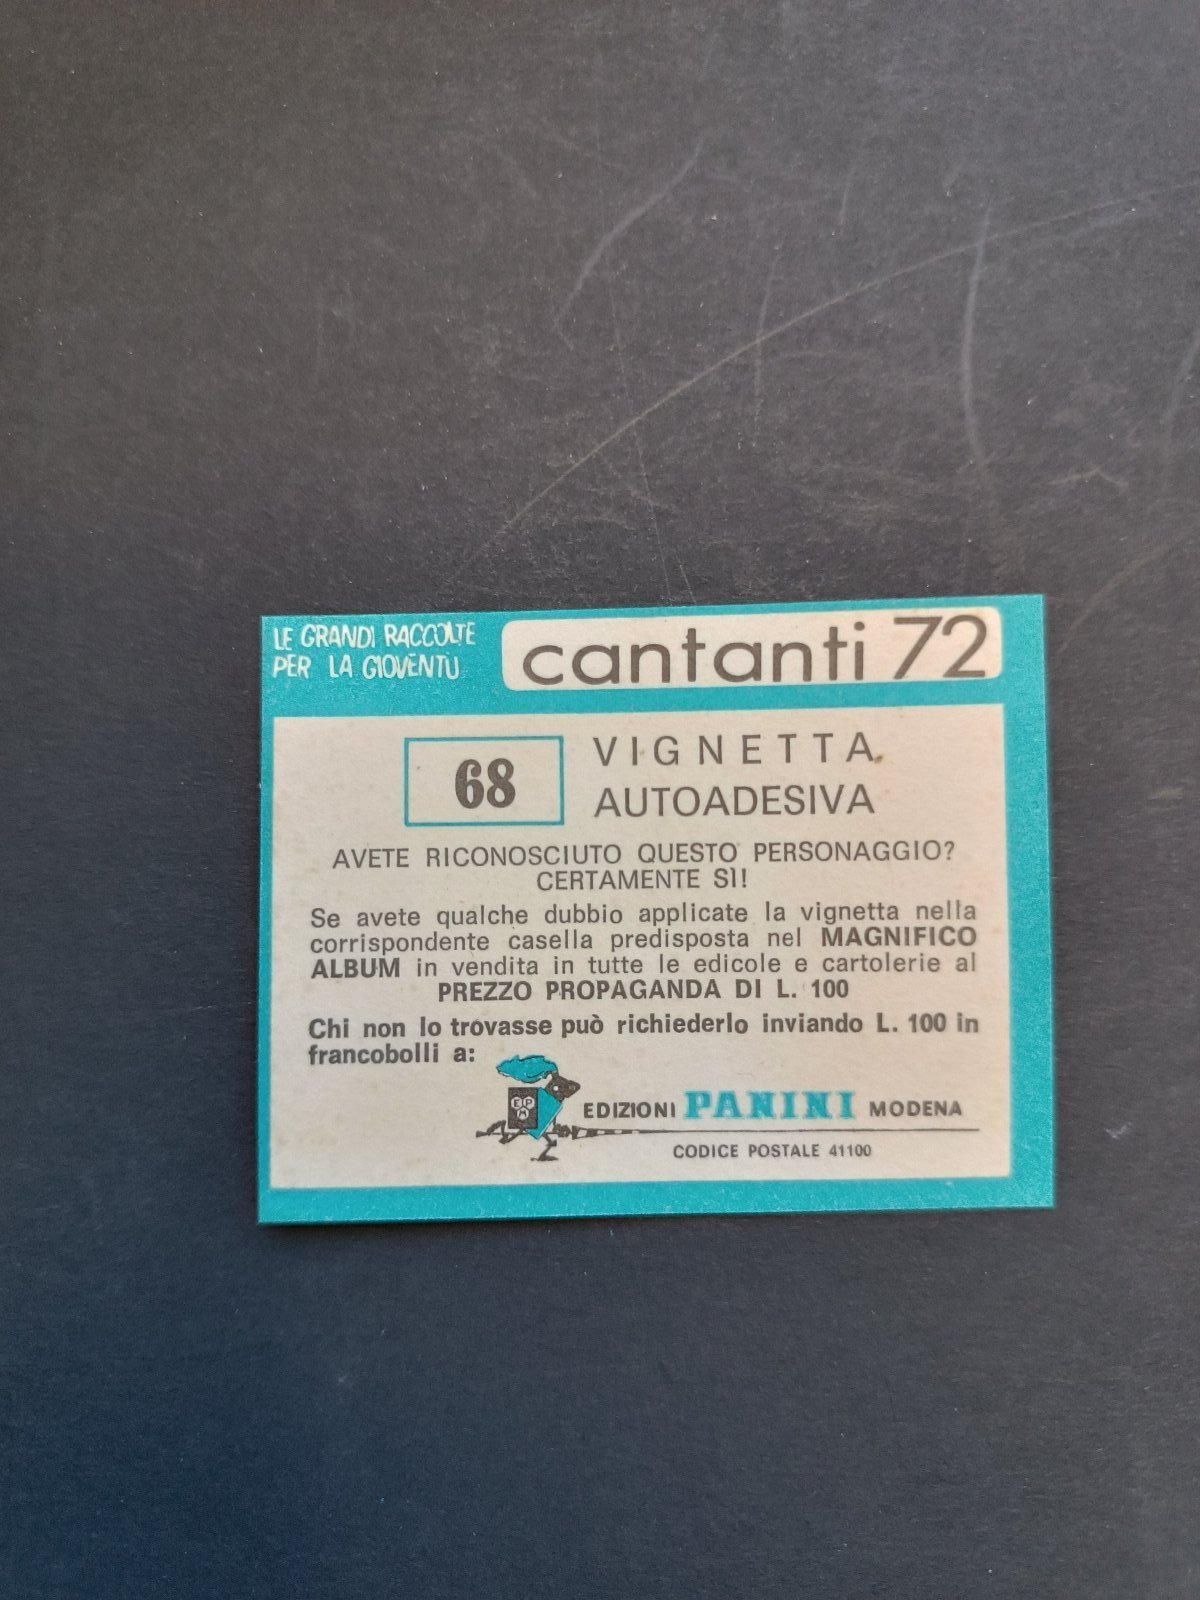 LE GRANDI RACCOLTE
PER LA GIOVENTU
cantanti 72
68
VIGNETTA
AUTOADESIVA
AVETE RICONOSCIUTO QUESTO PERSONAGGIO?
CERTAMENTE SÌ!
Se avete qualche dubbio applicate la vignetta nella
corrispondente casella predisposta nel MAGNIFICO
ALBUM in vendita in tutte le edicole e cartolerie al
PREZZO PROPAGANDA DI L. 100
Chi non lo trovasse può richiederlo inviando L. 100 in
francobolli a:
EPM
EDIZIONI PANINI MODENA
CODICE POSTALE 41100